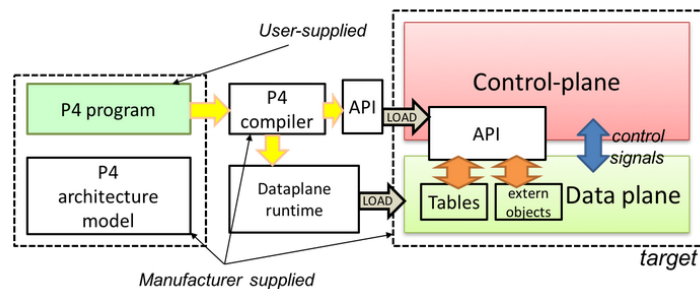 User-supplied
P4 program
P4
compiler
API
LOAD
Control-plane
API
control
signals
P4
architecture
model
Dataplane
runtime
LOAD
Tables
extern
objects
Data plane
Manufacturer supplied
target